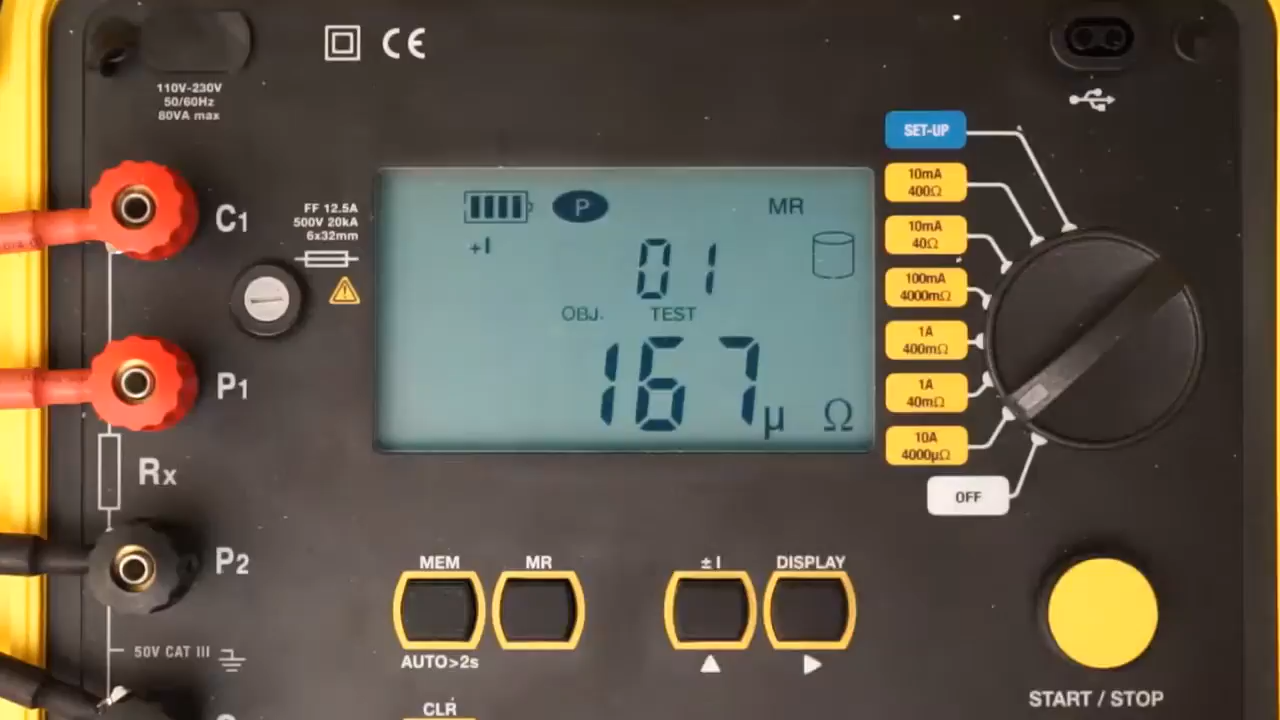 CE
110V-230V
50/60Hz
80VA max
C1
FF 12.5A
500V 20kA
6x32mm
P1
Rx
P2
50V CAT III
P
MR
+I
01
OBJ. TEST
167 μ Ω
SET-UP
10mA
400Ω
10mA
40Ω
100mA
4000mΩ
1A
400mΩ
1A
40mΩ
10A
4000μΩ
OFF
MEM
MR
± I
DISPLAY
AUTO>2s
CLR
START / STOP